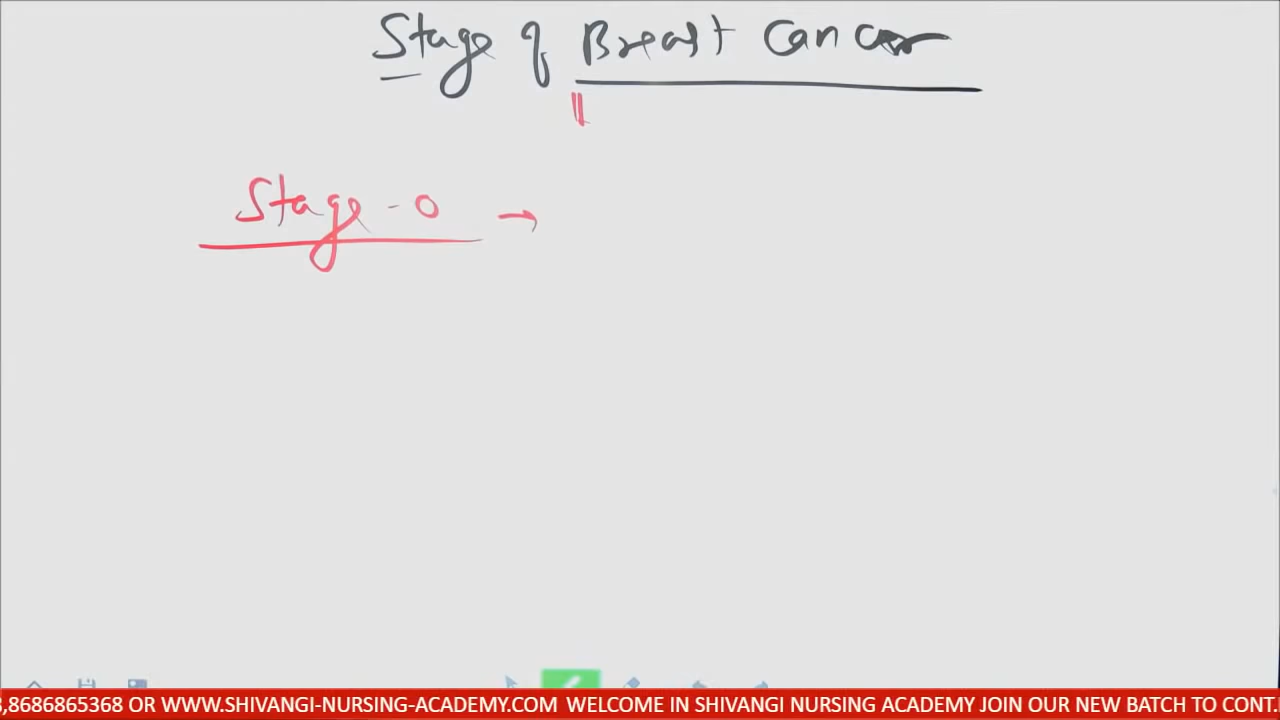 Stage of Breast Cancer
Stage - 0 →
,8686865368 OR WWW.SHIVANGI-NURSING-ACADEMY.COM WELCOME IN SHIVANGI NURSING ACADEMY JOIN OUR NEW BATCH TO CONT.